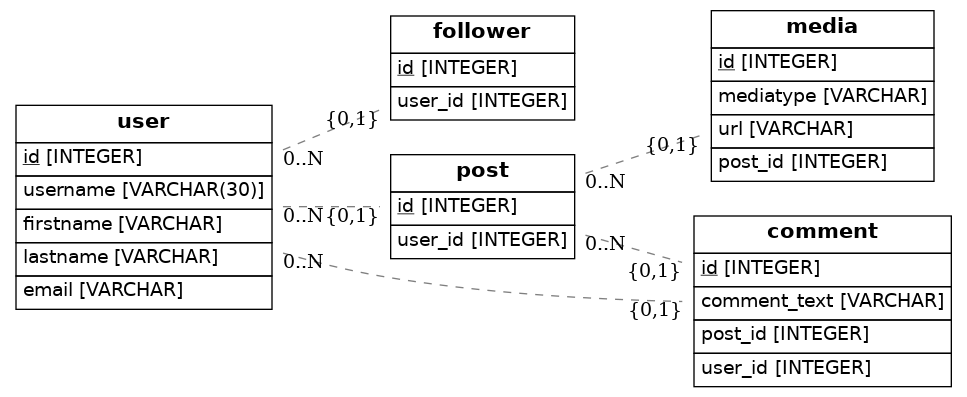 user
id [INTEGER]
username [VARCHAR(30)]
firstname [VARCHAR]
lastname [VARCHAR]
email [VARCHAR]
follower
id [INTEGER]
user_id [INTEGER]
post
id [INTEGER]
user_id [INTEGER]
media
id [INTEGER]
mediatype [VARCHAR]
url [VARCHAR]
post_id [INTEGER]
comment
id [INTEGER]
comment_text [VARCHAR]
post_id [INTEGER]
user_id [INTEGER]
{0,1}
0..N
0..N
{0,1}
0..N
{0,1}
{0,1}
0..N
0..N
{0,1}